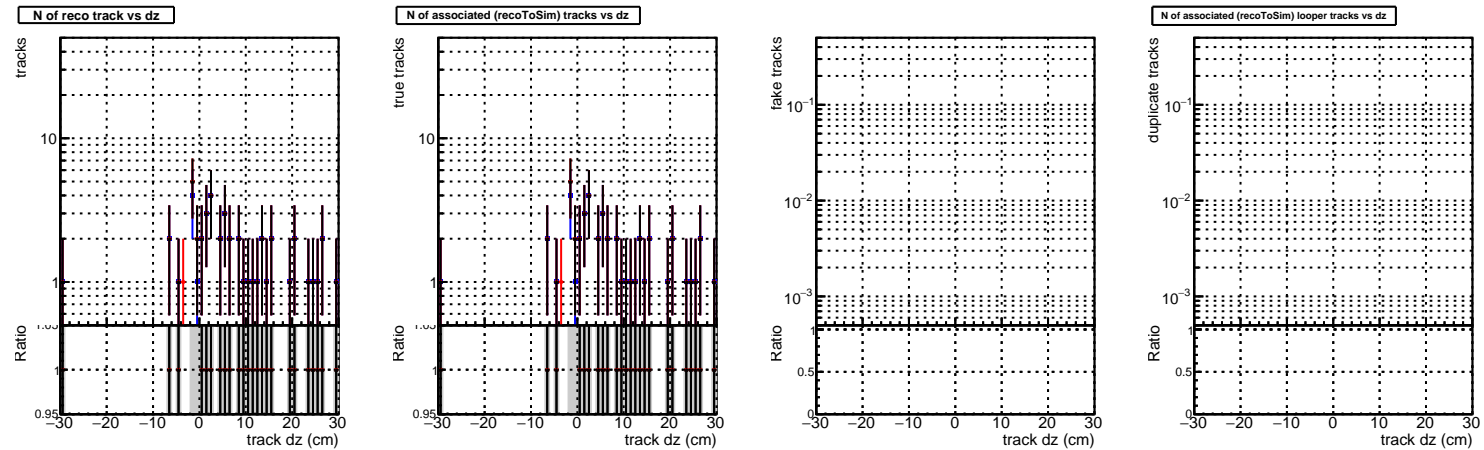 N of reco track vs dz
tracks
10
1
Ratio
1.05
1
0.95
−30 −20 −10 0 10 20 30
track dz (cm)
N of associated (recoToSim) tracks vs dz
true tracks
10
1
Ratio
1.05
1
0.95
−30 −20 −10 0 10 20 30
track dz (cm)
fake tracks
10−1
10−2
10−3
Ratio
1
0.5
0
−30 −20 −10 0 10 20 30
track dz (cm)
N of associated (recoToSim) looper tracks vs dz
duplicate tracks
10−1
10−2
10−3
Ratio
1
0.5
0
−30 −20 −10 0 10 20 30
track dz (cm)